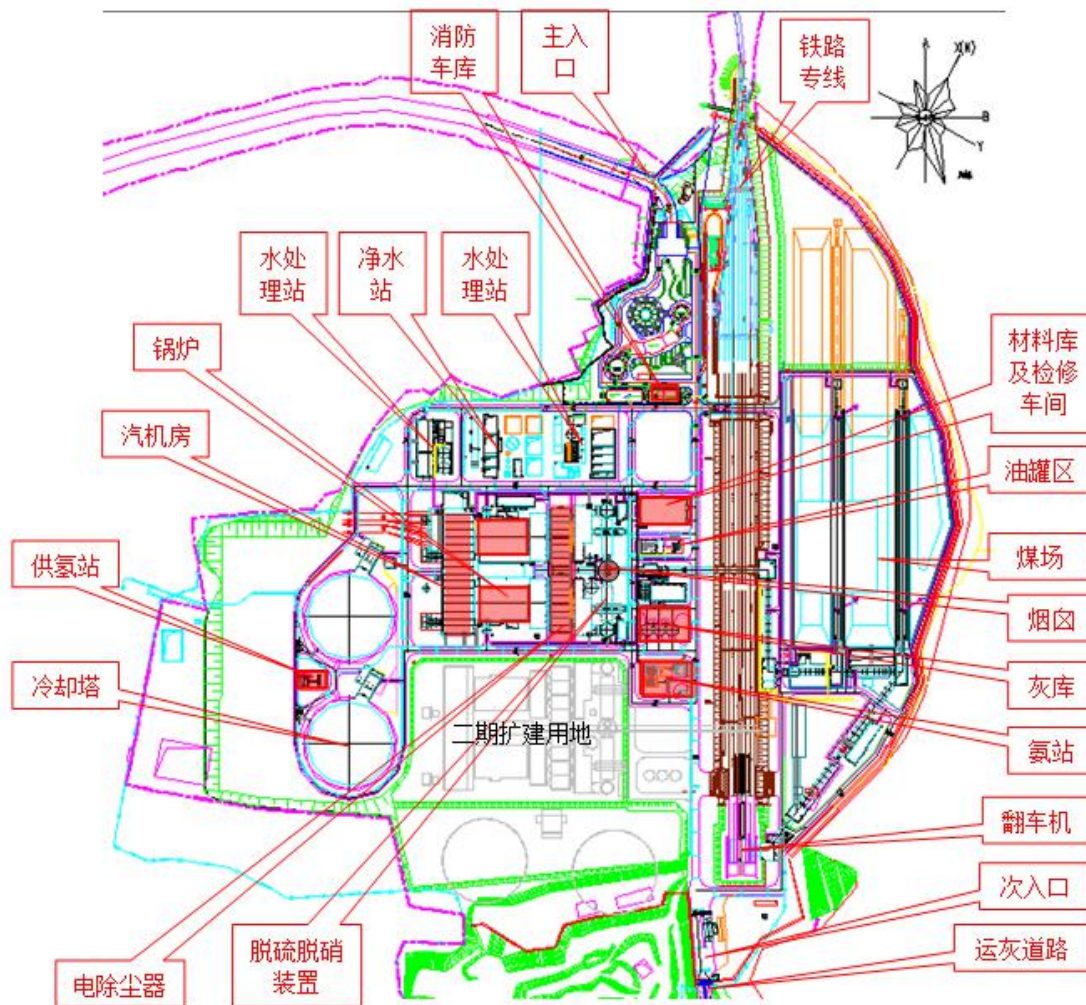 消防
车库
主入
口
铁路
专线
A
X(N)
B
Y
水处
理站
净水
站
水处
理站
锅炉
汽机房
供氢站
冷却塔
材料库
及检修
车间
油罐区
煤场
烟囱
灰库
氨站
翻车机
次入口
运灰道路
二期扩建用地
脱硫脱硝
装置
电除尘器